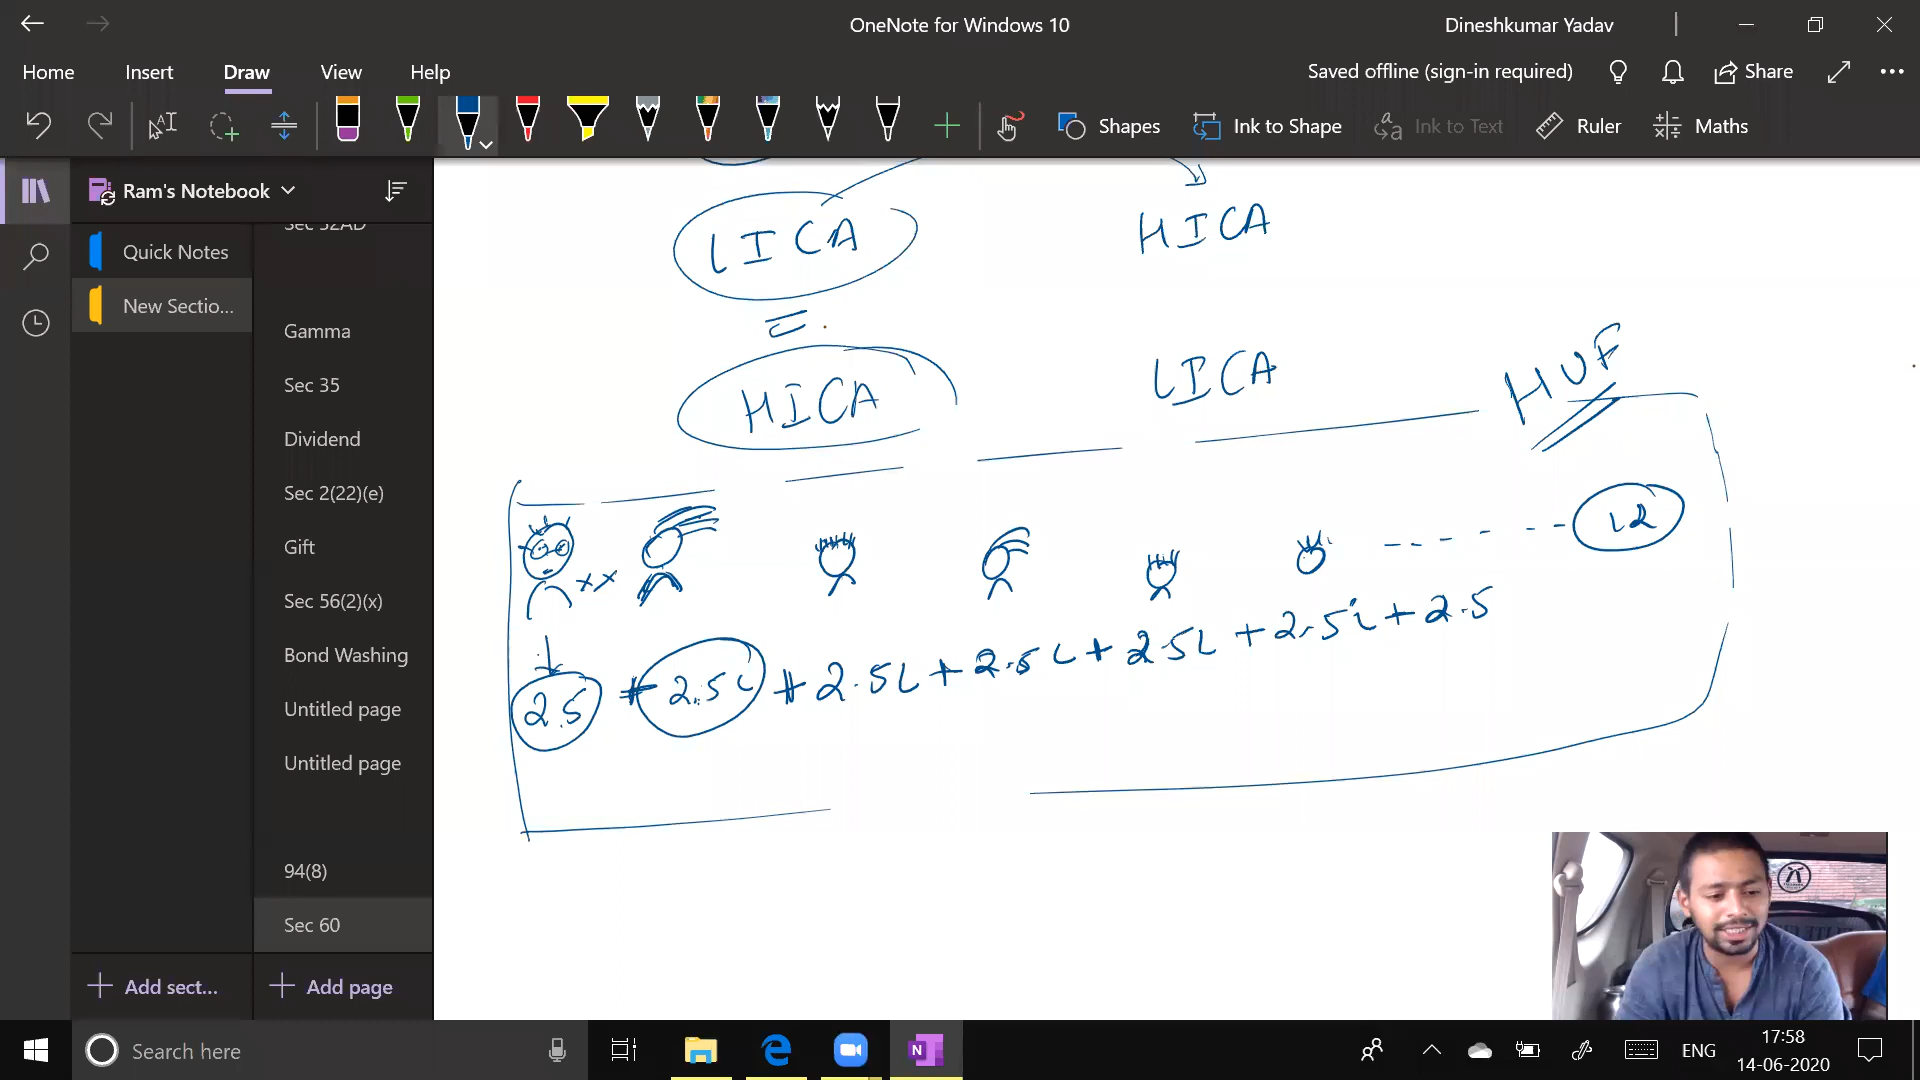 OneNote for Windows 10
Dineshkumar Yadav
Home Insert Draw View Help
Saved offline (sign-in required)
Share
Shapes
Ink to Shape
Ink to Text
Ruler
Maths
Ram's Notebook
Sec 52AD
Quick Notes
New Sectio...
Gamma
Sec 35
Dividend
Sec 2(22)(e)
Gift
Sec 56(2)(x)
Bond Washing
Untitled page
Untitled page
94(8)
Sec 60
Add sect...
Add page
LICA
HICA
=
HICA
LICA
HUF
xx
12
2.5 + 2.5L + 2.5L + 2.5L + 2.5L + 2.5L + 2.5
Search here
ENG
17:58
14-06-2020